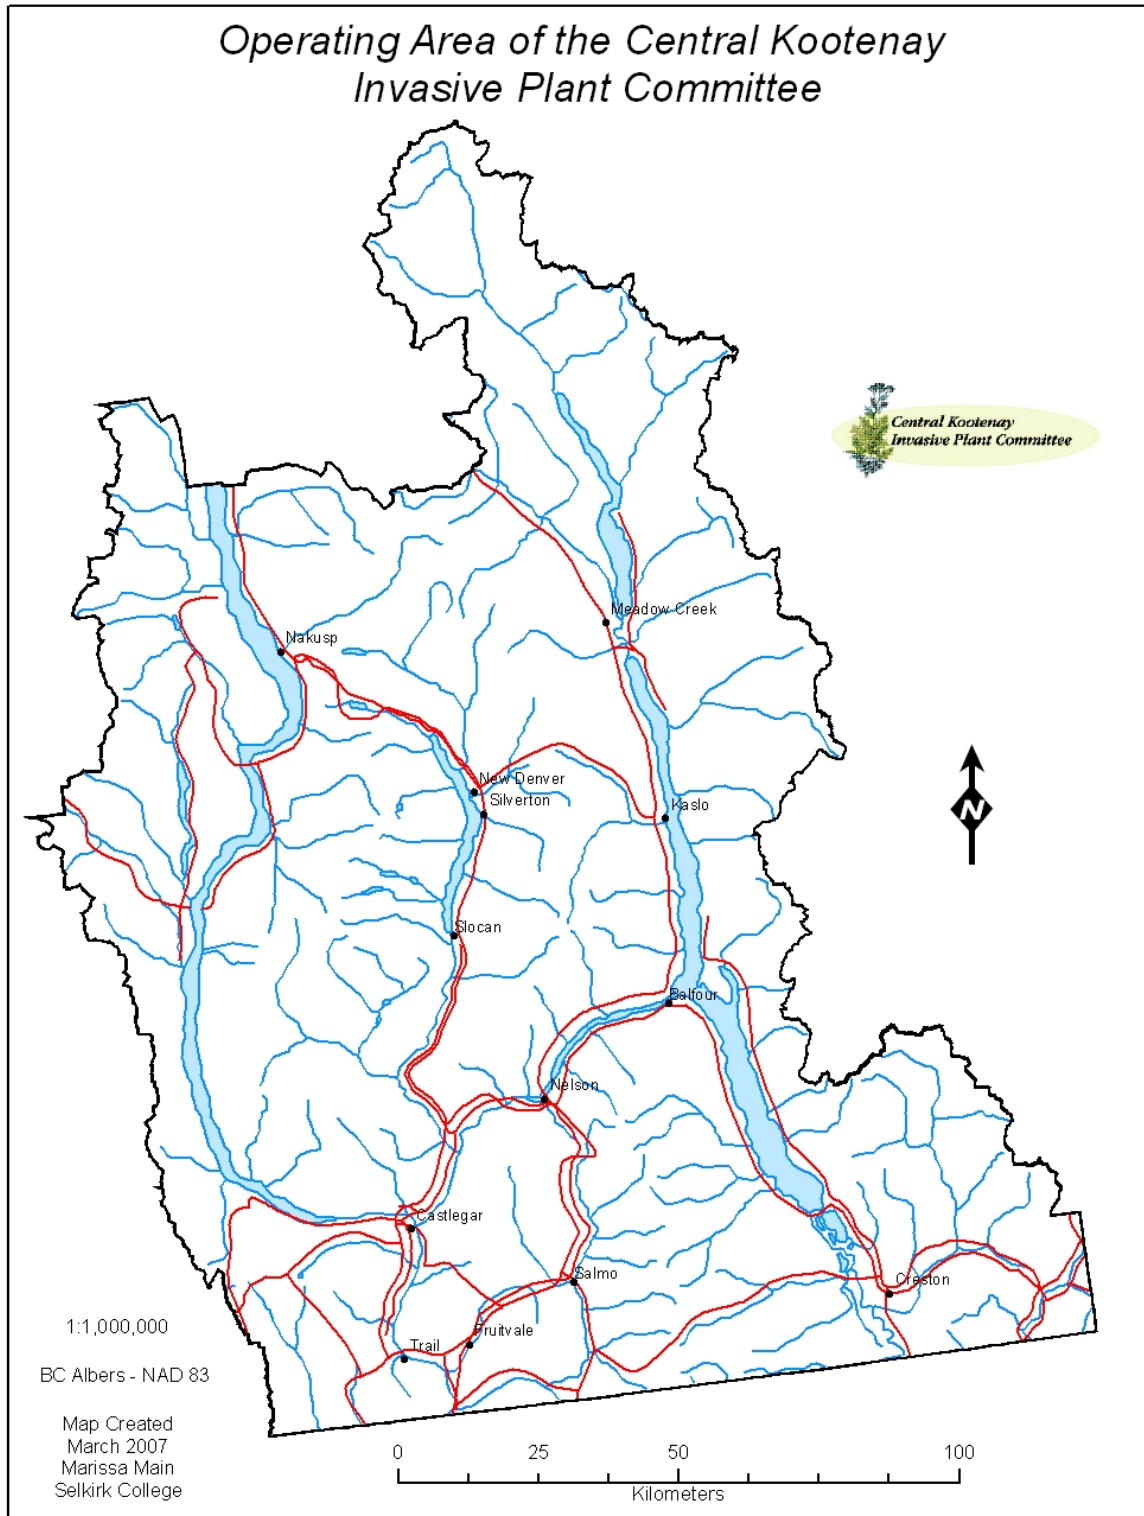 Operating Area of the Central Kootenay
Invasive Plant Committee
Central Kootenay
Invasive Plant Committee
Meadow Creek
Nakusp
New Denver
Silverton
Kaslo
N
Slocan
Balfour
Nelson
Castlegar
Salmo
Creston
Fruitvale
Trail
1:1,000,000
BC Albers - NAD 83
Map Created
March 2007
Marissa Main
Selkirk College
0 25 50 100
Kilometers